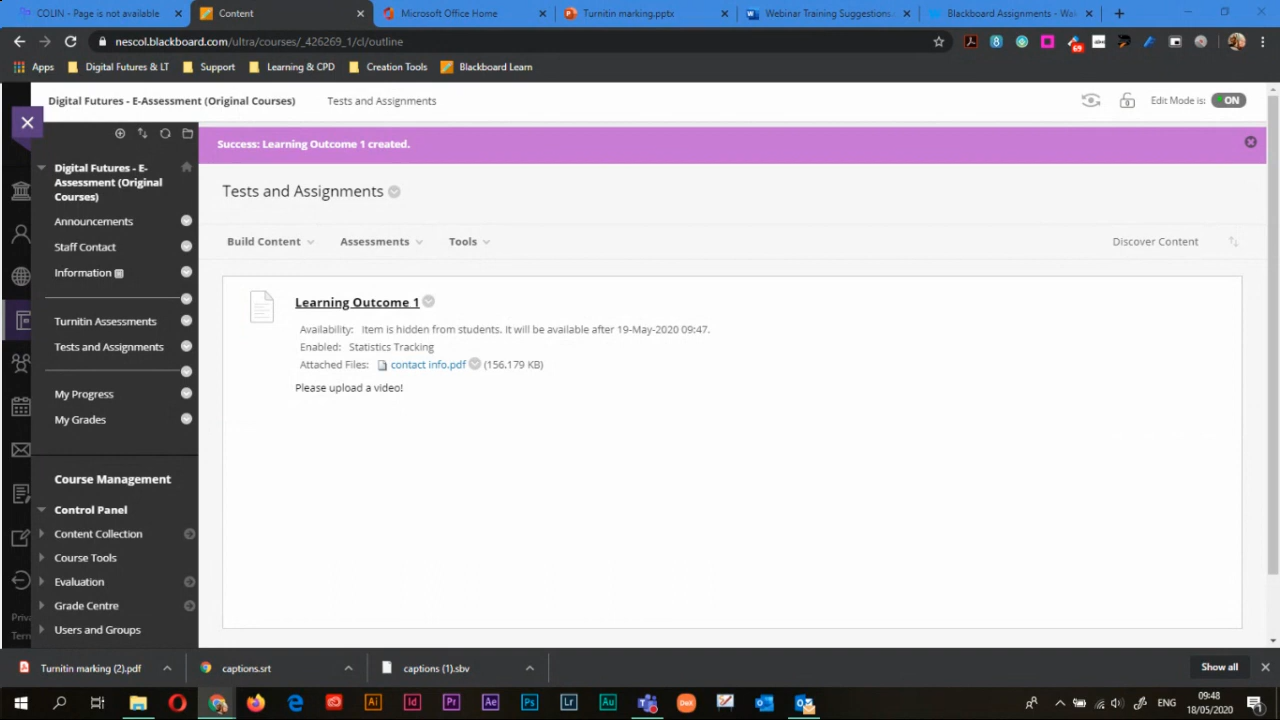 COLIN - Page is not available
Content
Microsoft Office Home
Turnitin marking.pptx
Webinar Training Suggestions
Blackboard Assignments - Wa
nescol.blackboard.com/ultra/courses/_426269_1/cl/outline
Apps
Digital Futures & LT
Support
Learning & CPD
Creation Tools
Blackboard Learn
Digital Futures - E-Assessment (Original Courses)
Tests and Assignments
Edit Mode is: ON
Success: Learning Outcome 1 created.
Digital Futures - E-
Assessment (Original
Courses)
Announcements
Staff Contact
Information
Turnitin Assessments
Tests and Assignments
My Progress
My Grades
Course Management
Control Panel
Content Collection
Course Tools
Evaluation
Grade Centre
Users and Groups
Priva
Term
Tests and Assignments
Build Content
Assessments
Tools
Discover Content
Learning Outcome 1
Availability: Item is hidden from students. It will be available after 19-May-2020 09:47.
Enabled: Statistics Tracking
Attached Files: contact info.pdf (156.179 KB)
Please upload a video!
Turnitin marking (2).pdf
captions.srt
captions (1).sbv
Show all
ENG
09:48
18/05/2020